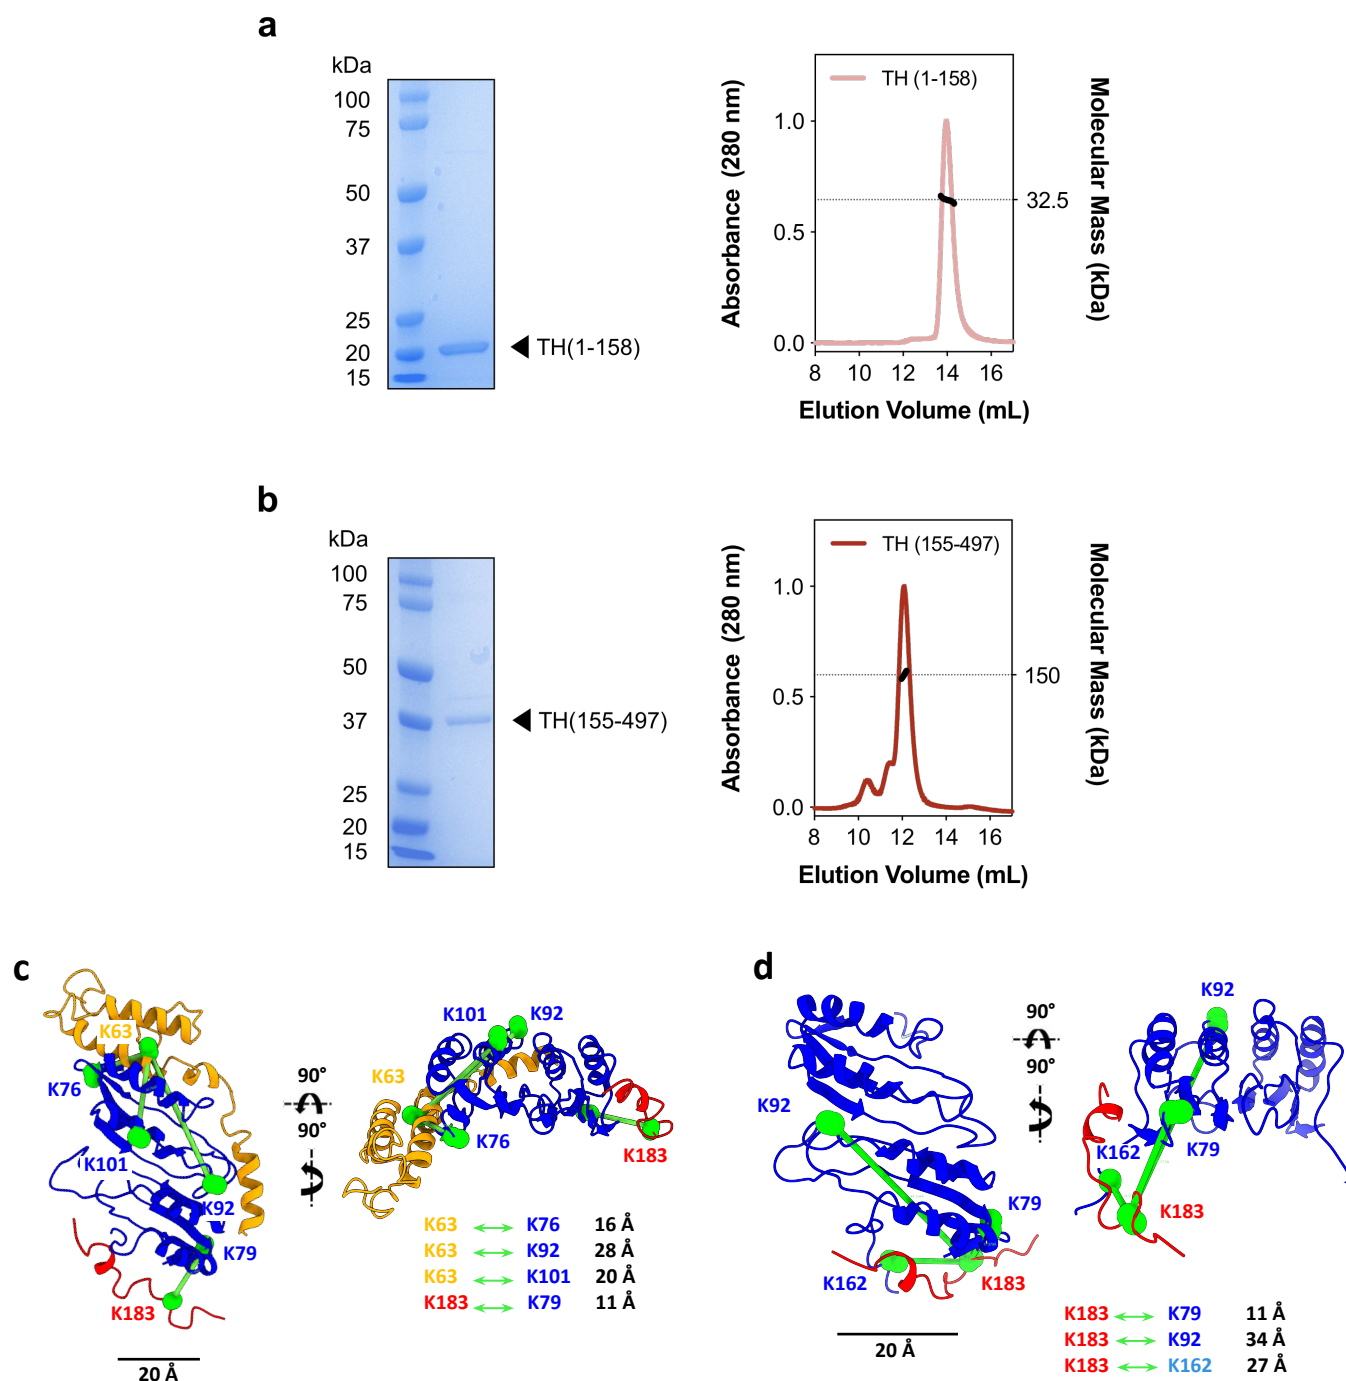 a
kDa
100
75
50
37
25
20
15
TH(1-158)
TH (1-158)
Absorbance (280 nm)
1.0
0.5
0.0
32.5
Molecular Mass (kDa)
8 10 12 14 16
Elution Volume (mL)
b
kDa
100
75
50
37
25
20
15
TH(155-497)
TH (155-497)
Absorbance (280 nm)
1.0
0.5
0.0
150
Molecular Mass (kDa)
8 10 12 14 16
Elution Volume (mL)
c
K63
K76
K101
K92
K79
K183
20 Å
90°
90°
K101 K92
K63
K76
K183
K63 ↔ K76 16 Å
K63 ↔ K92 28 Å
K63 ↔ K101 20 Å
K183 ↔ K79 11 Å
d
K92
K79
K162
K183
20 Å
90°
90°
K92
K162
K79
K183
K183 ↔ K79 11 Å
K183 ↔ K92 34 Å
K183 ↔ K162 27 Å